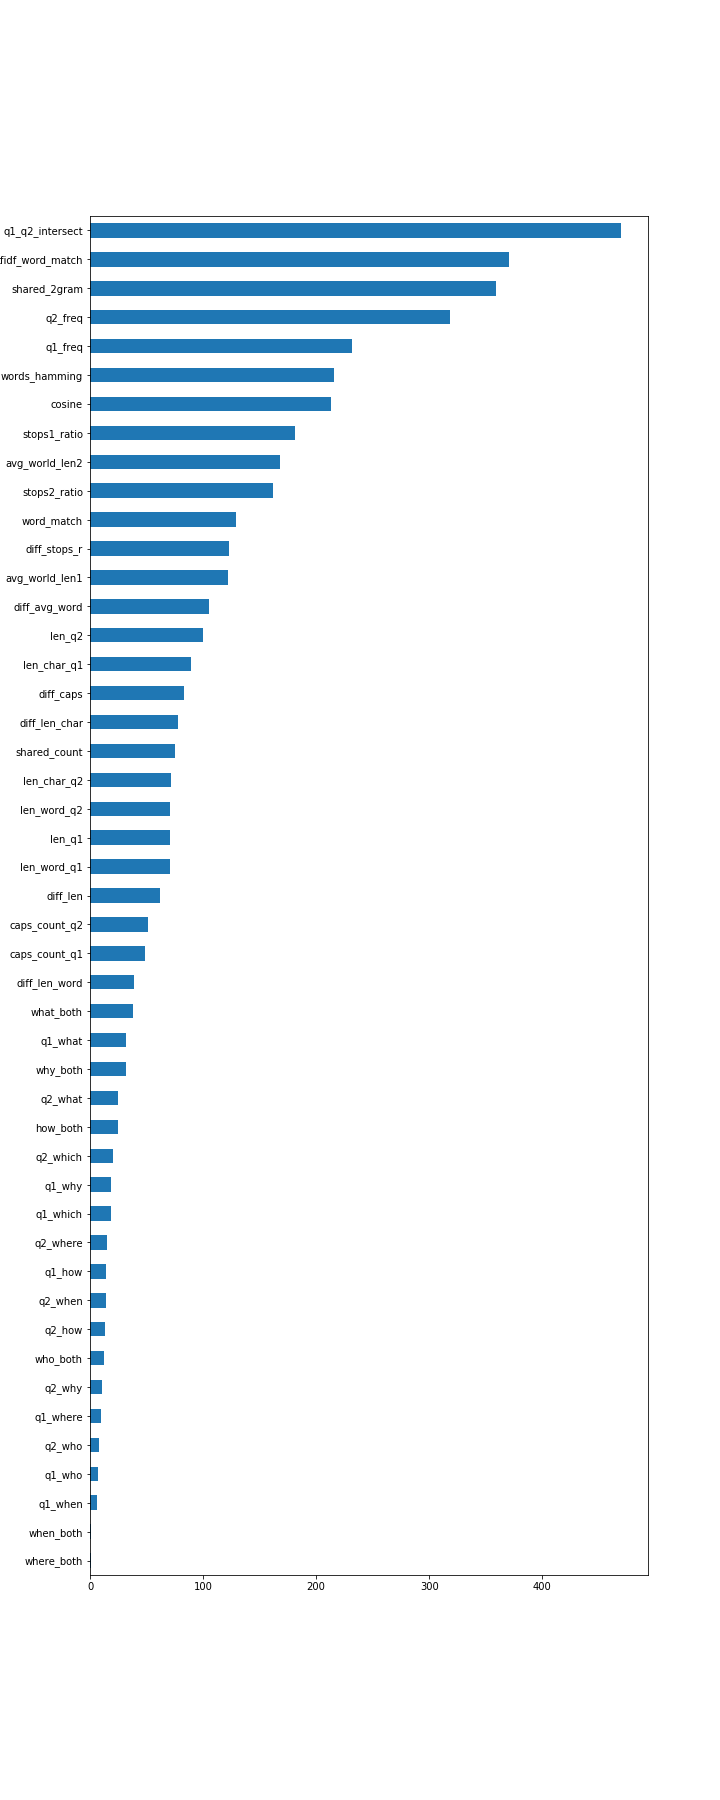 q1_q2_intersect
fidf_word_match
shared_2gram
q2_freq
q1_freq
words_hamming
cosine
stops1_ratio
avg_world_len2
stops2_ratio
word_match
diff_stops_r
avg_world_len1
diff_avg_word
len_q2
len_char_q1
diff_caps
diff_len_char
shared_count
len_char_q2
len_word_q2
len_q1
len_word_q1
diff_len
caps_count_q2
caps_count_q1
diff_len_word
what_both
q1_what
why_both
q2_what
how_both
q2_which
q1_why
q1_which
q2_where
q1_how
q2_when
q2_how
who_both
q2_why
q1_where
q2_who
q1_who
q1_when
when_both
where_both
0 100 200 300 400